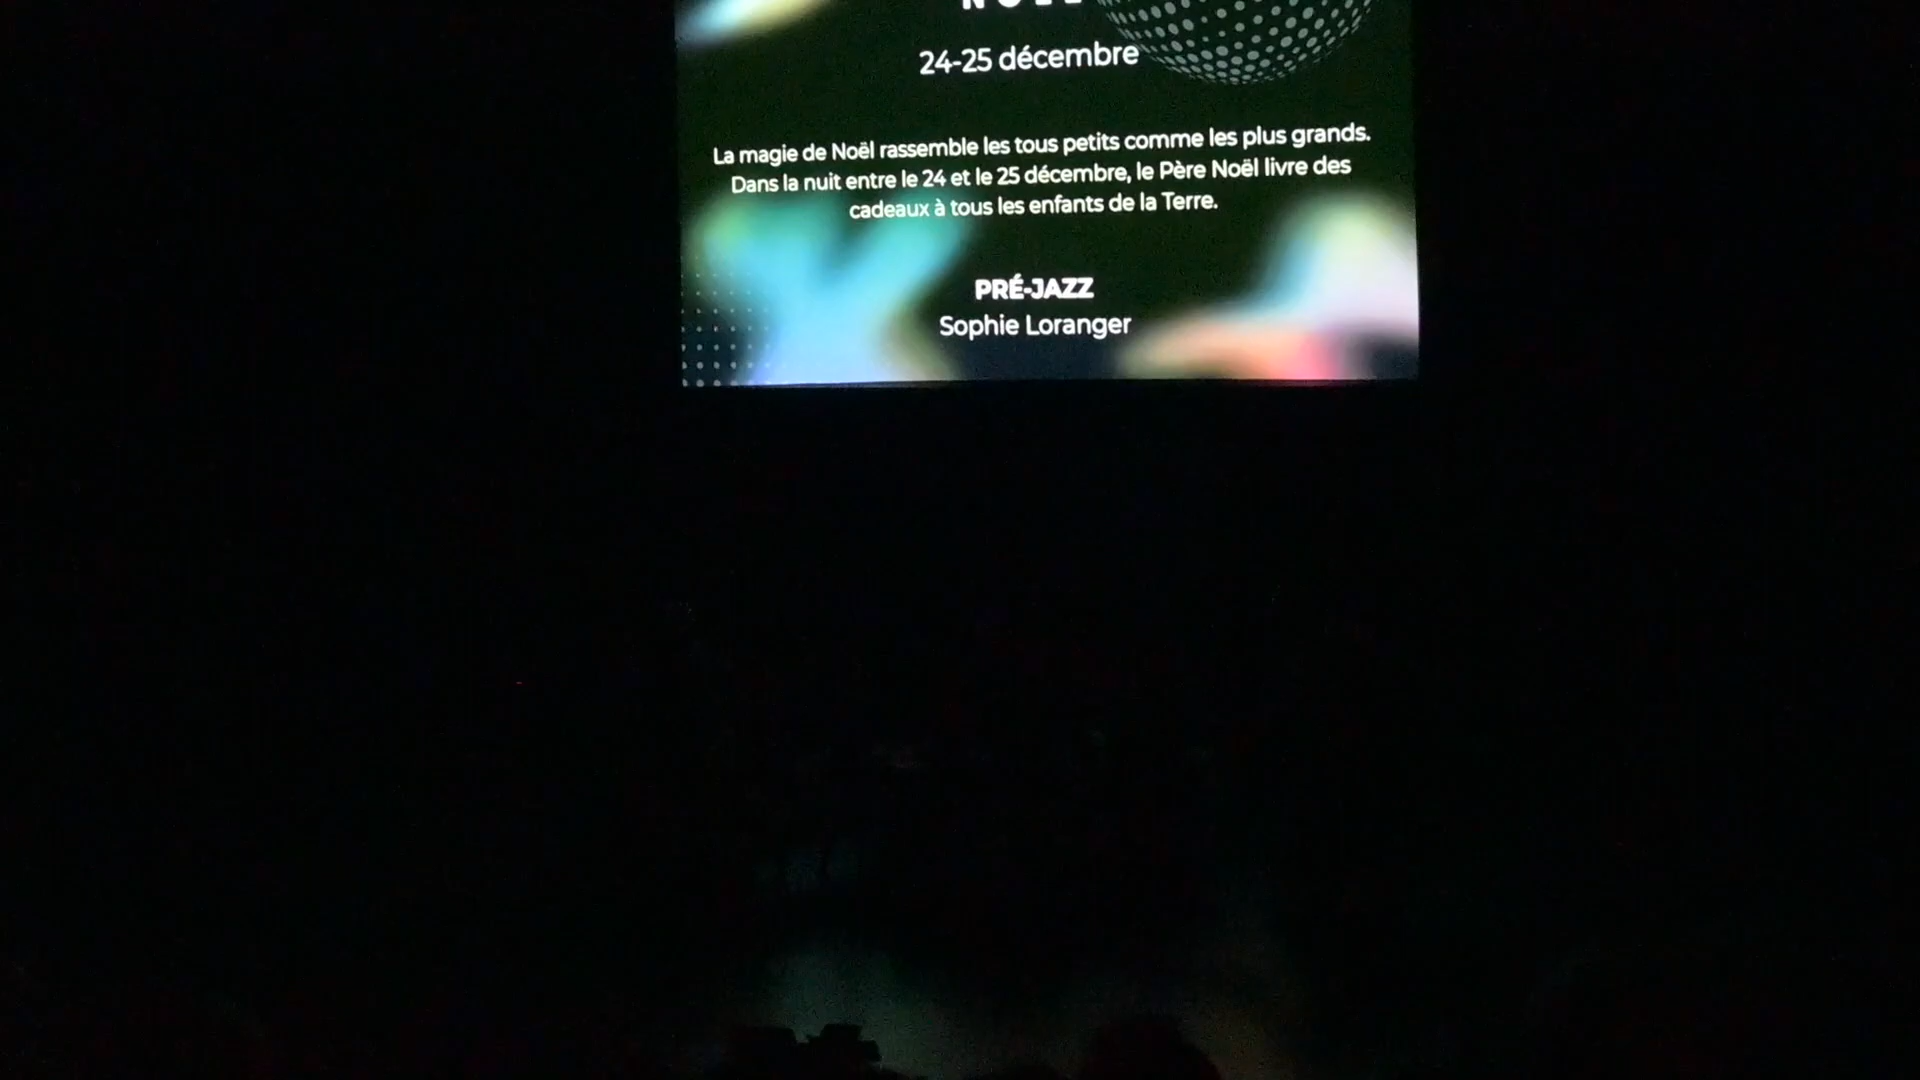 NOËL
24-25 décembre
La magie de Noël rassemble les tous petits comme les plus grands.
Dans la nuit entre le 24 et le 25 décembre, le Père Noël livre des
cadeaux à tous les enfants de la Terre.
PRÉ-JAZZ
Sophie Loranger